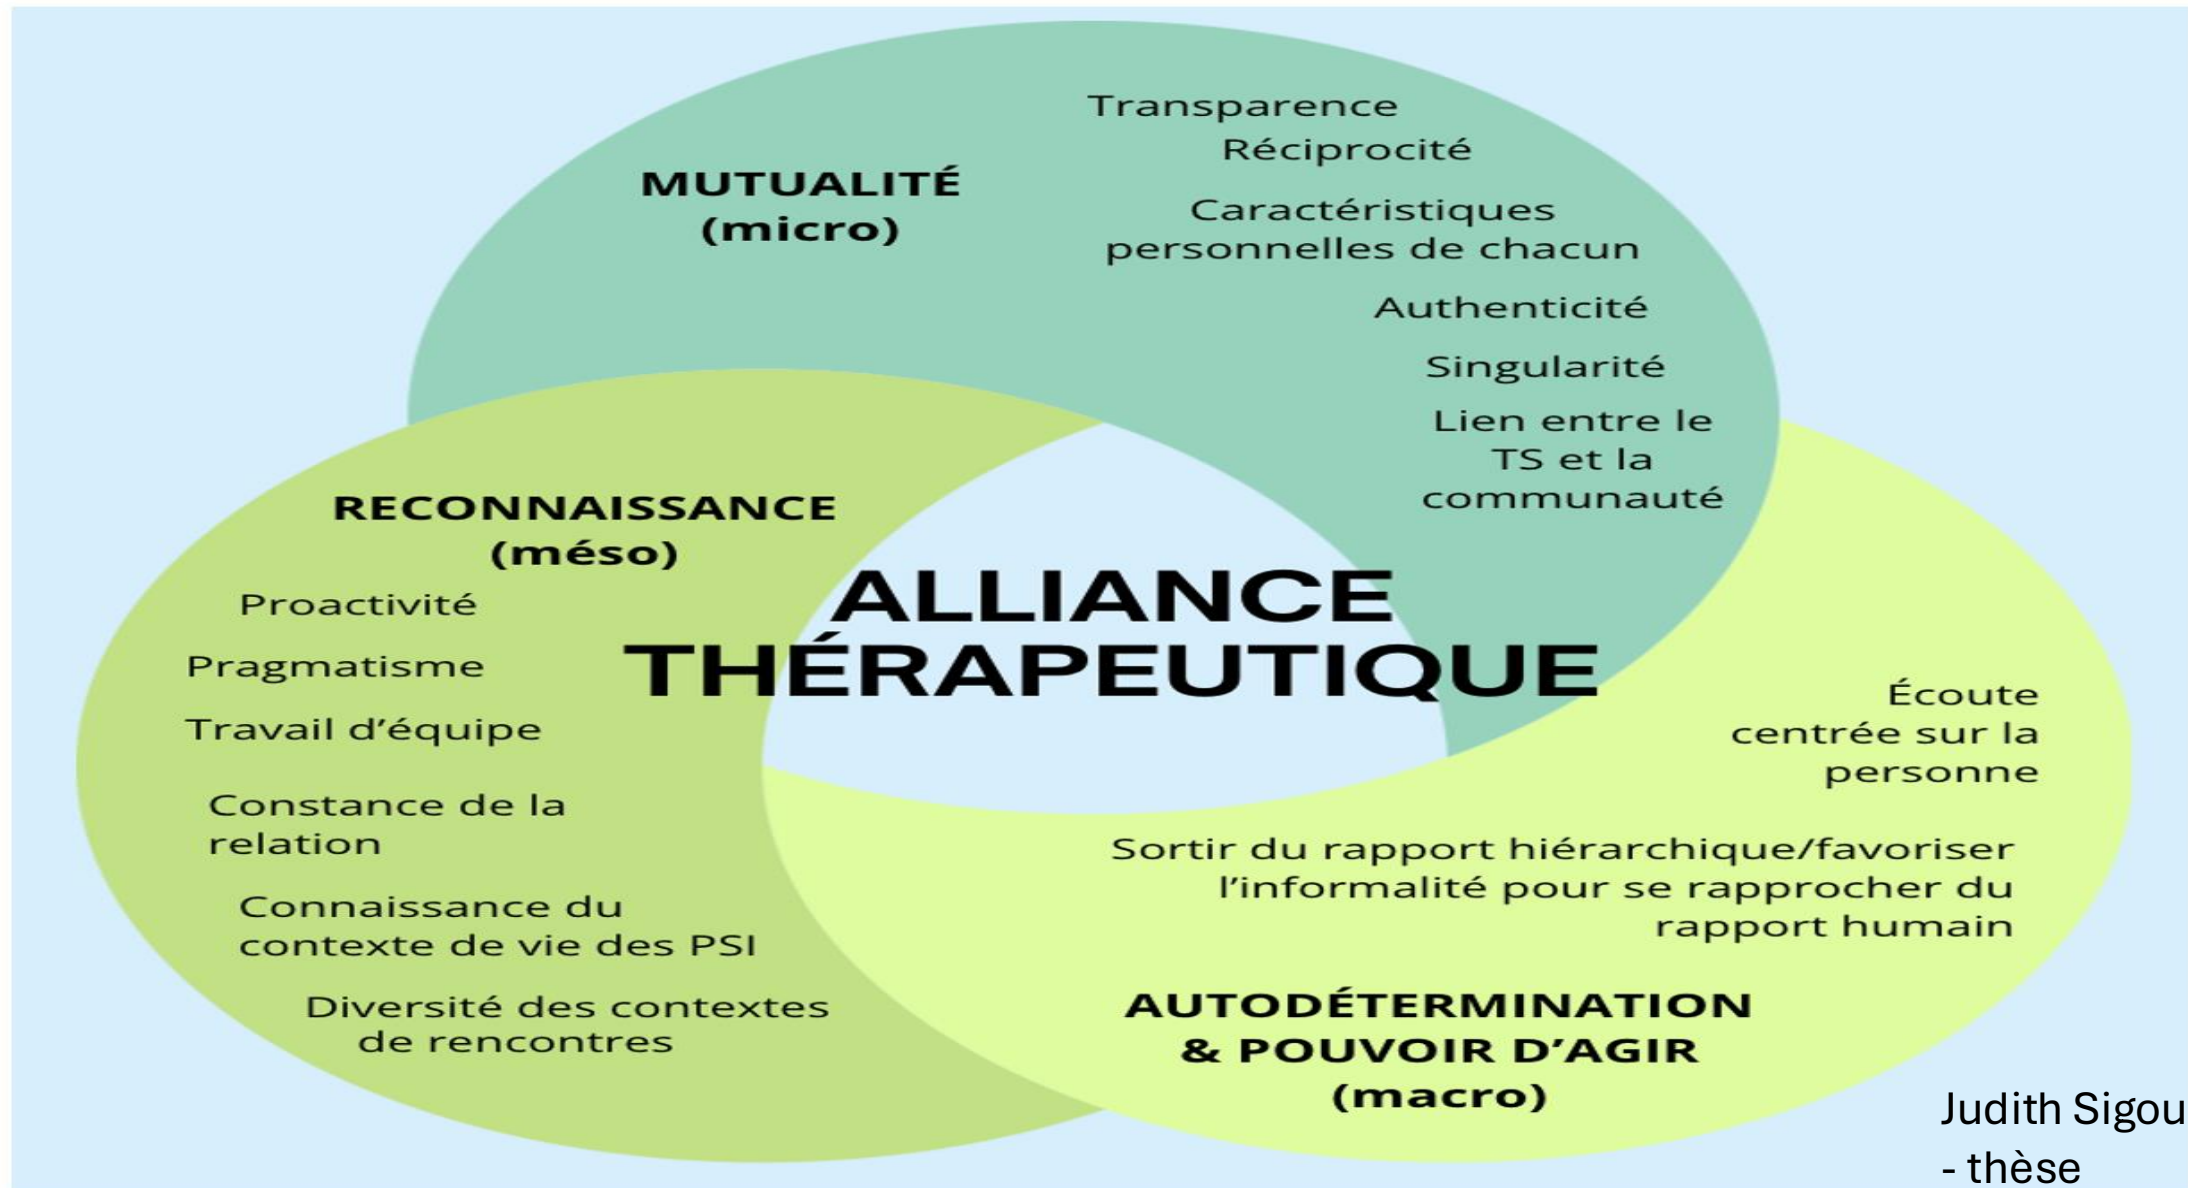 MUTUALITÉ
(micro)
Transparence
Réciprocité
Caractéristiques
personnelles de chacun
Authenticité
Singularité
Lien entre le
TS et la
communauté
RECONNAISSANCE
(méso)
Proactivité
Pragmatisme
Travail d’équipe
Constance de la
relation
Connaissance du
contexte de vie des PSI
Diversité des contextes
de rencontres
ALLIANCE
THÉRAPEUTIQUE
Écoute
centrée sur la
personne
Sortir du rapport hiérarchique/favoriser
l’informalité pour se rapprocher du
rapport humain
AUTODÉTERMINATION
& POUVOIR D’AGIR
(macro)
Judith Sigou
- thèse